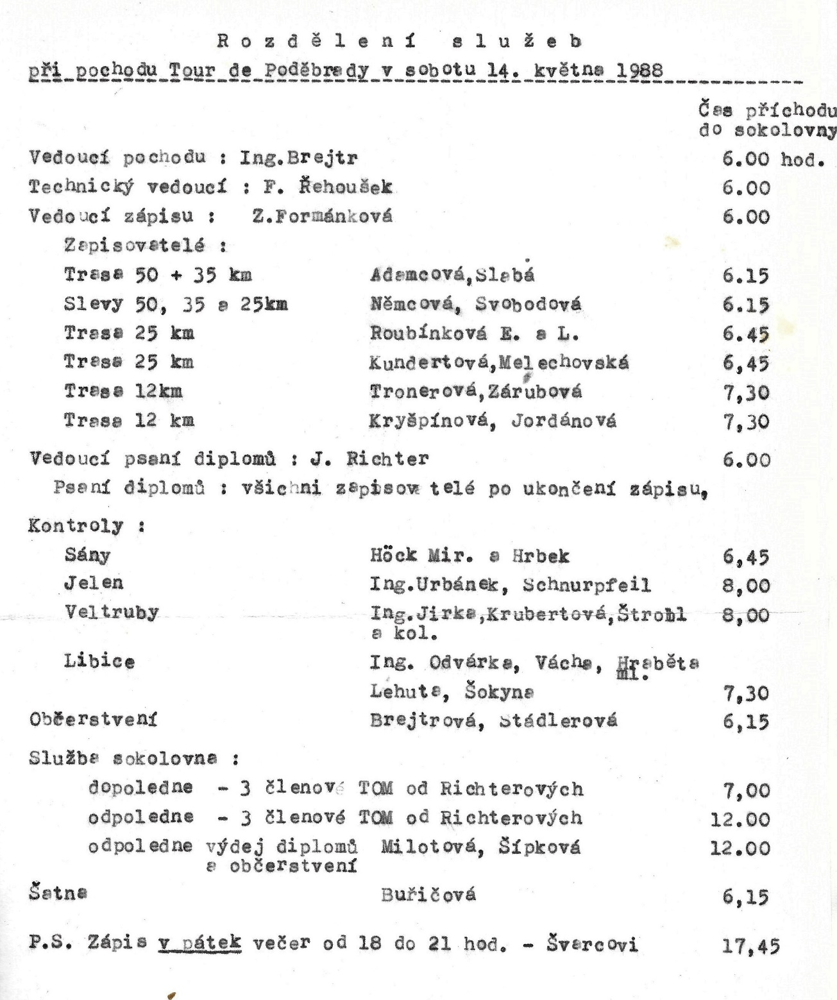 Rozdělení služeb
při pochodu Tour de Poděbrady v sobotu 14. května 1988
Čas příchodu
do sokolovny
Vedoucí pochodu : Ing.Brejtr 6.00 hod.
Technický vedoucí : F. Řehoušek 6.00
Vedoucí zápisu : Z.Formánková 6.00
Zapisovatelé :
Trasa 50 + 35 km Adamcová,Slabá 6.15
Slevy 50, 35 a 25km Němcová, Svobodová 6.15
Trasa 25 km Roubínková E. a L. 6.45
Trasa 25 km Kundertová,Melechovská 6,45
Trasa 12km Tronerová,Zárubová 7,30
Trasa 12 km Kryšpínová, Jordánová 7,30
Vedoucí psaní diplomů : J. Richter 6.00
Psaní diplomů : všichni zapisov telé po ukončení zápisu,
Kontroly :
Sány Höck Mir. a Hrbek 6,45
Jelen Ing.Urbánek, Schnurpfeil 8,00
Veltruby Ing.Jirka,Krubertová,Štrobl 8,00
a kol.
Libice Ing. Odvárka, Vácha, Hraběta
ml.
Lehuta, Šokyna 7,30
Občerstvení Brejtrová, Stádlerová 6,15
Služba sokolovna :
dopoledne - 3 členové TOM od Richterových 7,00
odpoledne - 3 členové TOM od Richterových 12.00
odpoledne výdej diplomů Milotová, Šípková 12.00
a občerstvení
Šatna Buřičová 6,15
P.S. Zápis v pátek večer od 18 do 21 hod. - Švarcovi 17,45